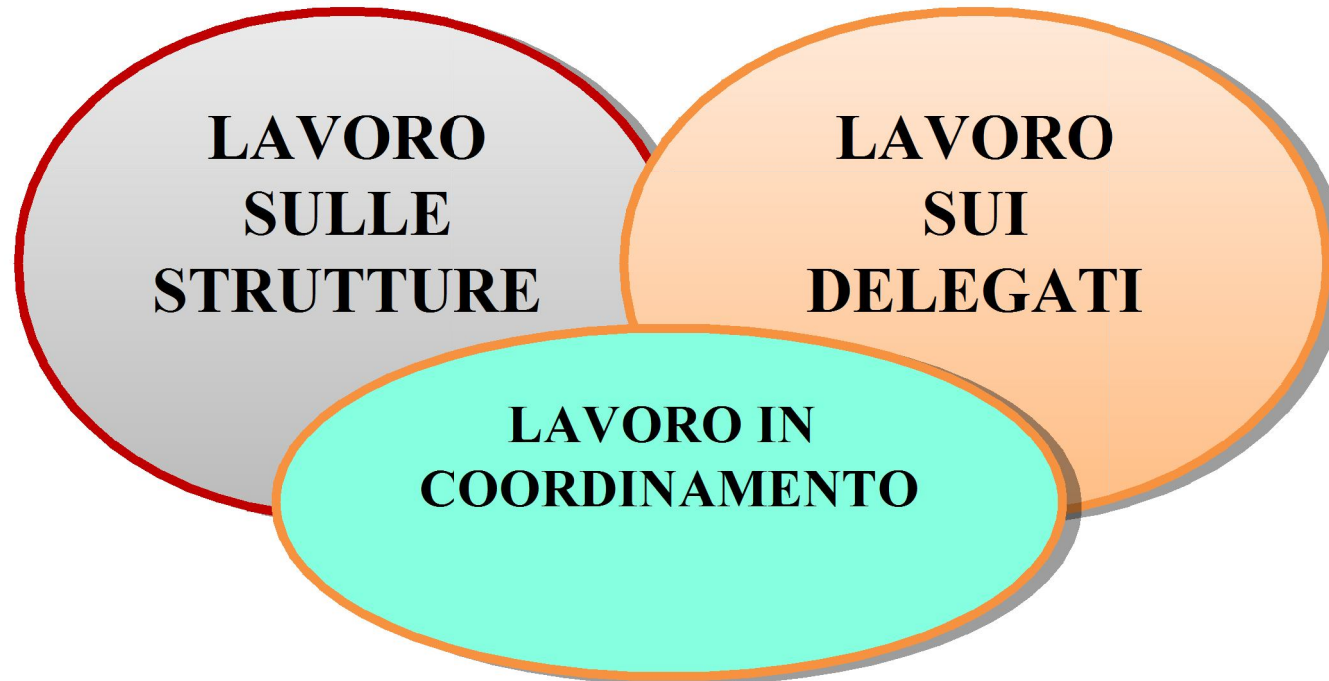 LAVORO
SULLE
STRUTTURE
LAVORO
SUI
DELEGATI
LAVORO IN
COORDINAMENTO